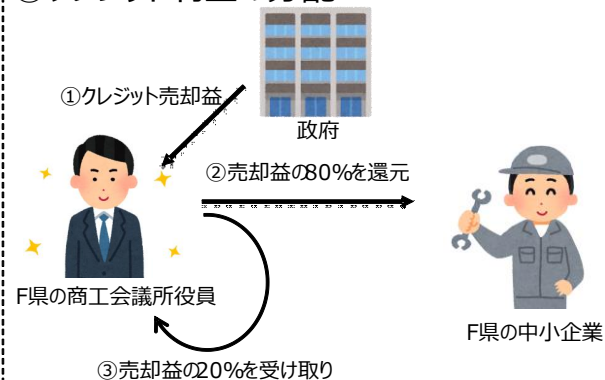 ①クレジット売却益
政府
②売却益の80%を還元
F県の商工会議所役員
F県の中小企業
③売却益の20%を受け取り